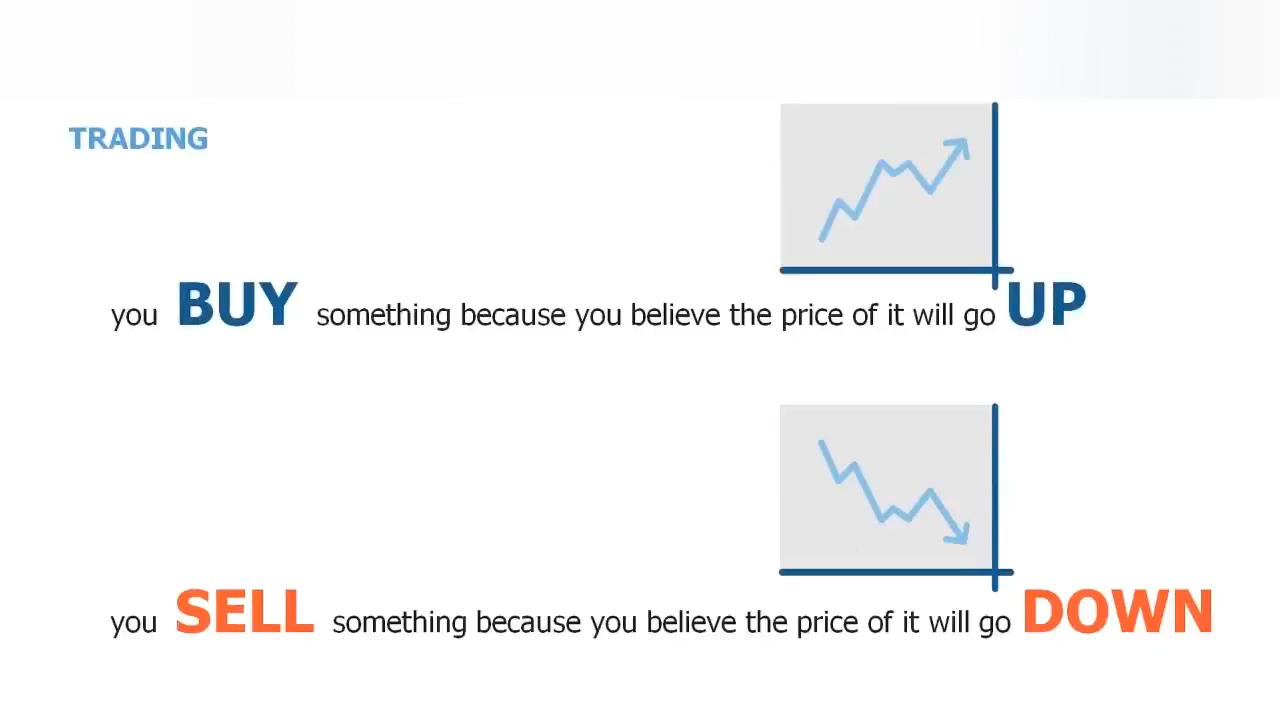 TRADING
you BUY something because you believe the price of it will go UP
you SELL something because you believe the price of it will go DOWN